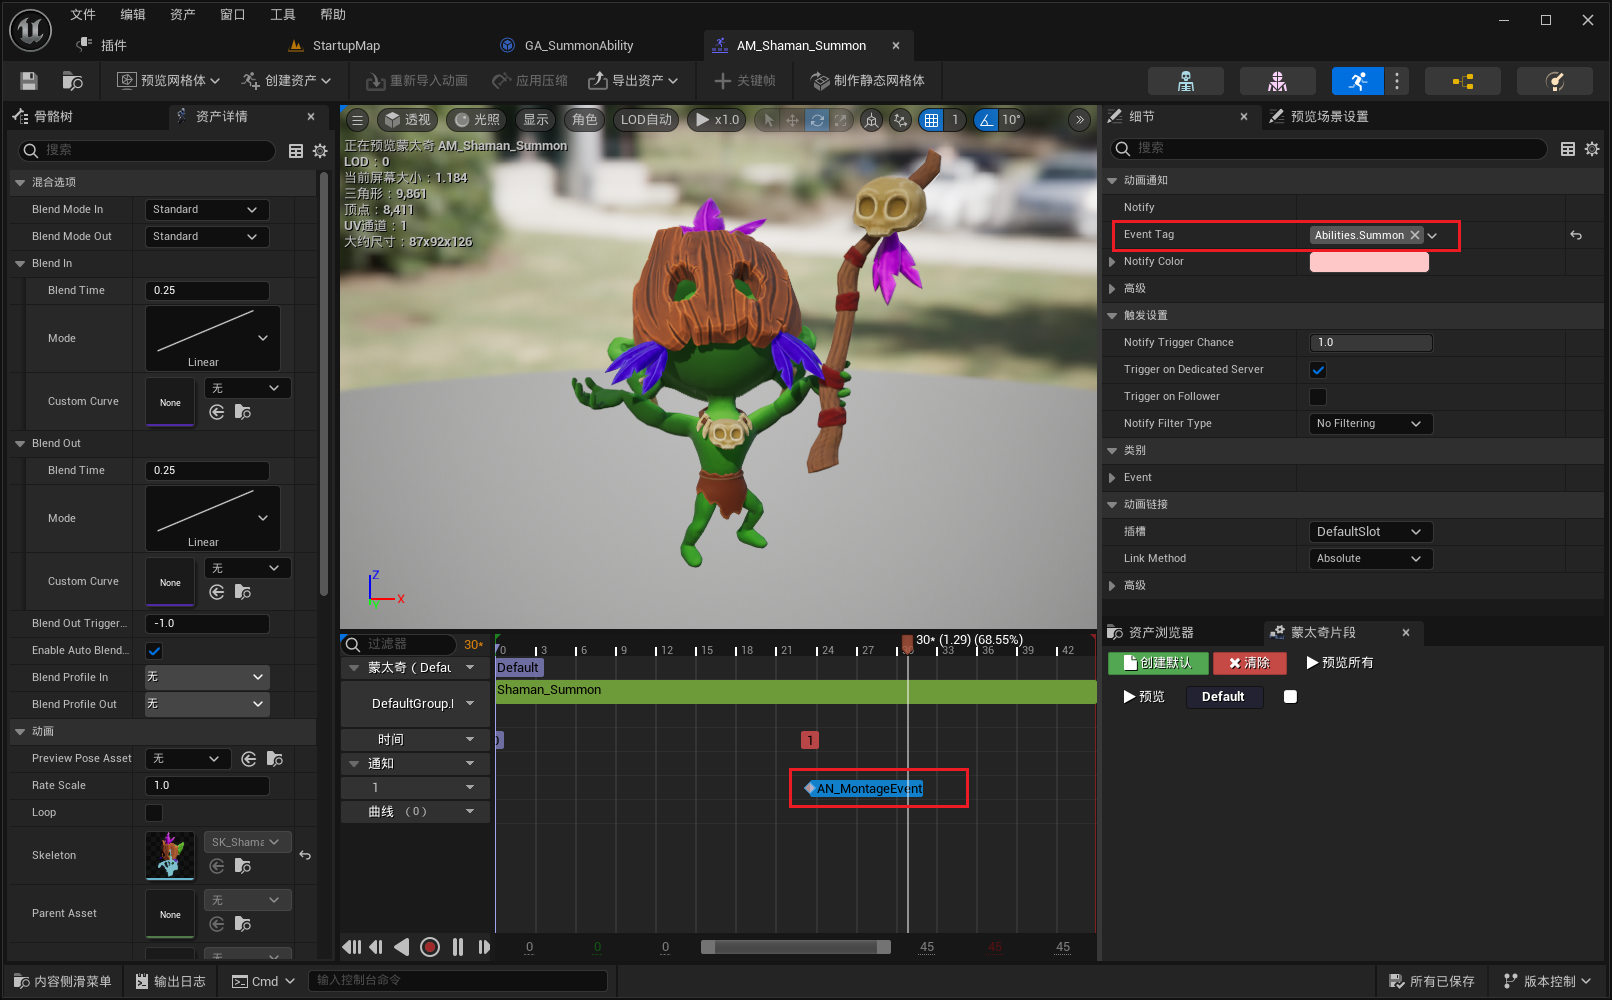 文件 编辑 资产 窗口 工具 帮助
插件 StartupMap GA_SummonAbility AM_Shaman_Summon
预览网格体 创建资产 重新导入动画 应用压缩 导出资产 关键帧 制作静态网格体
骨骼树 资产详情
搜索
混合选项
Blend Mode In Standard
Blend Mode Out Standard
Blend In
Blend Time 0.25
Mode Linear
Custom Curve None 无
Blend Out
Blend Time 0.25
Mode Linear
Custom Curve None 无
Blend Out Trigger... -1.0
Enable Auto Blend...
Blend Profile In 无
Blend Profile Out 无
动画
Preview Pose Asset 无
Rate Scale 1.0
Loop
Skeleton SK_Shama
Parent Asset None 无
无
透视 光照 显示 角色 LOD自动 x1.0 1 10°
正在预览蒙太奇 AM_Shaman_Summon
LOD：0
当前屏幕大小：1.184
三角形：9,861
顶点：8,411
UV通道：1
大约尺寸：87x92x126
Z
X
过滤器 30*
30* (1.29) (68.55%)
0 3 6 9 12 15 18 21 24 27 30 33 36 39 42
蒙太奇 ( Defau Default
Shaman_Summon
DefaultGroup.I
时间 1
通知
1 AN_MontageEvent
曲线 （0）
0 0 0 45 45 45
细节 预览场景设置
搜索
动画通知
Notify
Event Tag Abilities.Summon
Notify Color
高级
触发设置
Notify Trigger Chance 1.0
Trigger on Dedicated Server
Trigger on Follower
Notify Filter Type No Filtering
类别
Event
动画链接
插槽 DefaultSlot
Link Method Absolute
高级
资产浏览器 蒙太奇片段
创建默认 清除 预览所有
预览 Default
内容侧滑菜单 输出日志 Cmd 输入控制台命令 所有已保存 版本控制